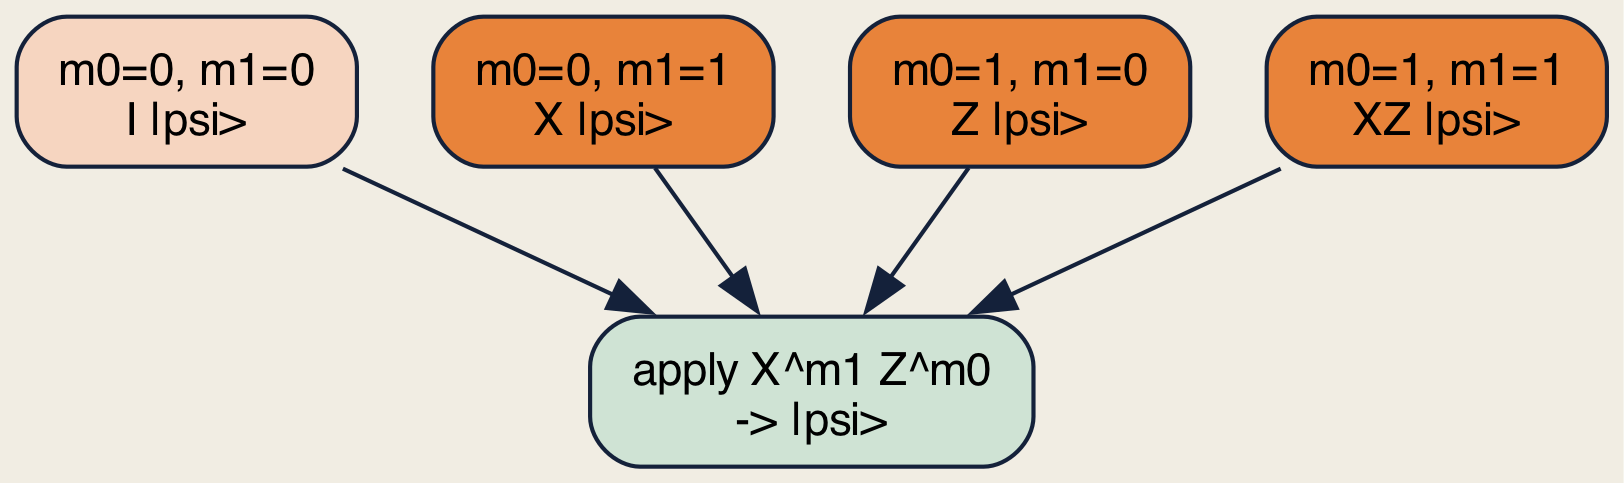 m0=0, m1=0
I |psi>
m0=0, m1=1
X |psi>
m0=1, m1=0
Z |psi>
m0=1, m1=1
XZ |psi>
apply X^m1 Z^m0
-> |psi>